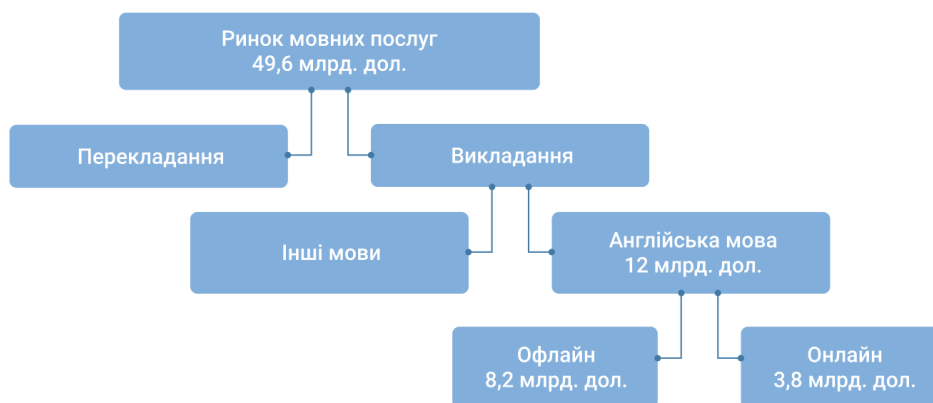 Ринок мовних послуг
49,6 млрд. дол.
Перекладання
Викладання
Інші мови
Англійська мова
12 млрд. дол.
Офлайн
8,2 млрд. дол.
Онлайн
3,8 млрд. дол.